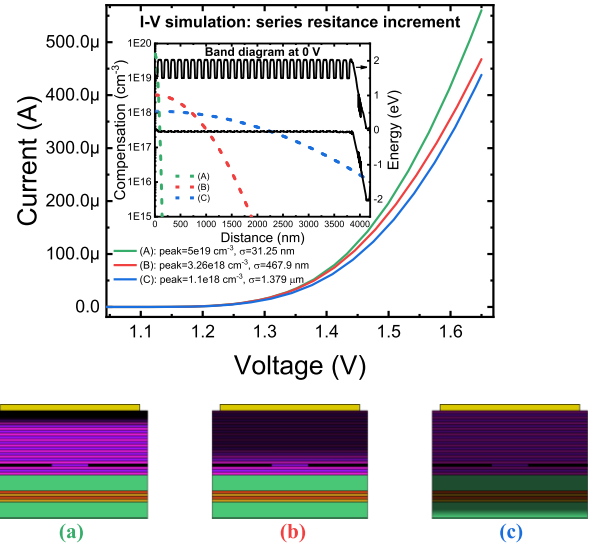 I-V simulation: series resitance increment
Band diagram at 0 V
500.0μ
400.0μ
300.0μ
200.0μ
100.0μ
0.0
Current (A)
1E20
1E19
1E18
1E17
1E16
1E15
Compensation (cm-3)
2
1
0
-1
-2
Energy (eV)
(A)
(B)
(C)
0 500 1000 1500 2000 2500 3000 3500 4000
Distance (nm)
(A): peak=5e19 cm-3, σ=31.25 nm
(B): peak=3.26e18 cm-3, σ=467.9 nm
(C): peak=1.1e18 cm-3, σ=1.379 μm
1.1 1.2 1.3 1.4 1.5 1.6
Voltage (V)
(a) (b) (c)